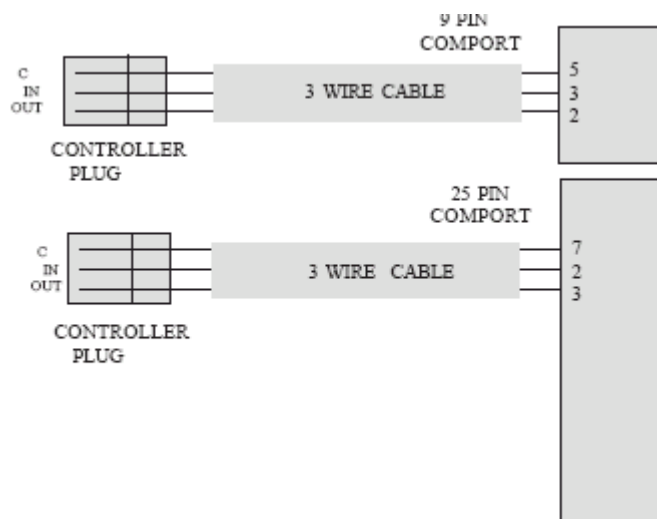 9 PIN
COMPORT
C
IN
OUT
3 WIRE CABLE
5
3
2
CONTROLLER
PLUG
25 PIN
COMPORT
C
IN
OUT
3 WIRE CABLE
7
2
3
CONTROLLER
PLUG